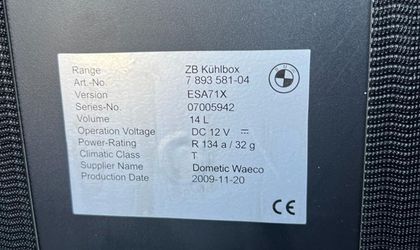 Range ZB Kühlbox
Art.-No. 7 893 581-04
Version ESA71X
Series-No. 07005942
Volume 14 L
Operation Voltage DC 12 V ⎓
Power-Rating R 134 a / 32 g
Climatic Class T
Supplier Name Dometic Waeco
Production Date 2009-11-20
BMW
CE